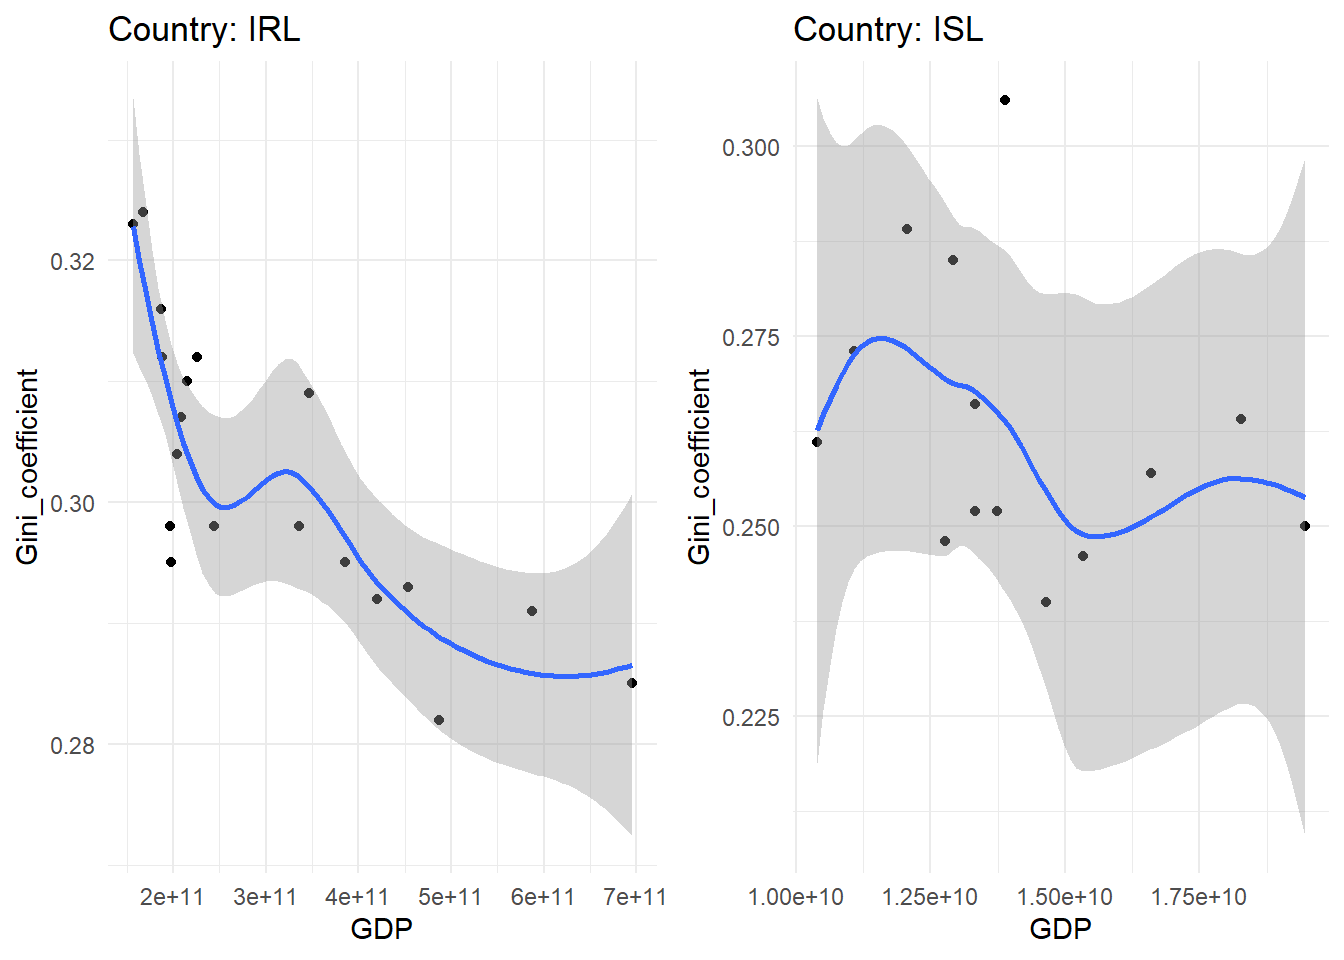 Country: IRL
Gini_coefficient
0.32
0.30
0.28
2e+11 3e+11 4e+11 5e+11 6e+11 7e+11
GDP
Country: ISL
Gini_coefficient
0.300
0.275
0.250
0.225
1.00e+10 1.25e+10 1.50e+10 1.75e+10
GDP